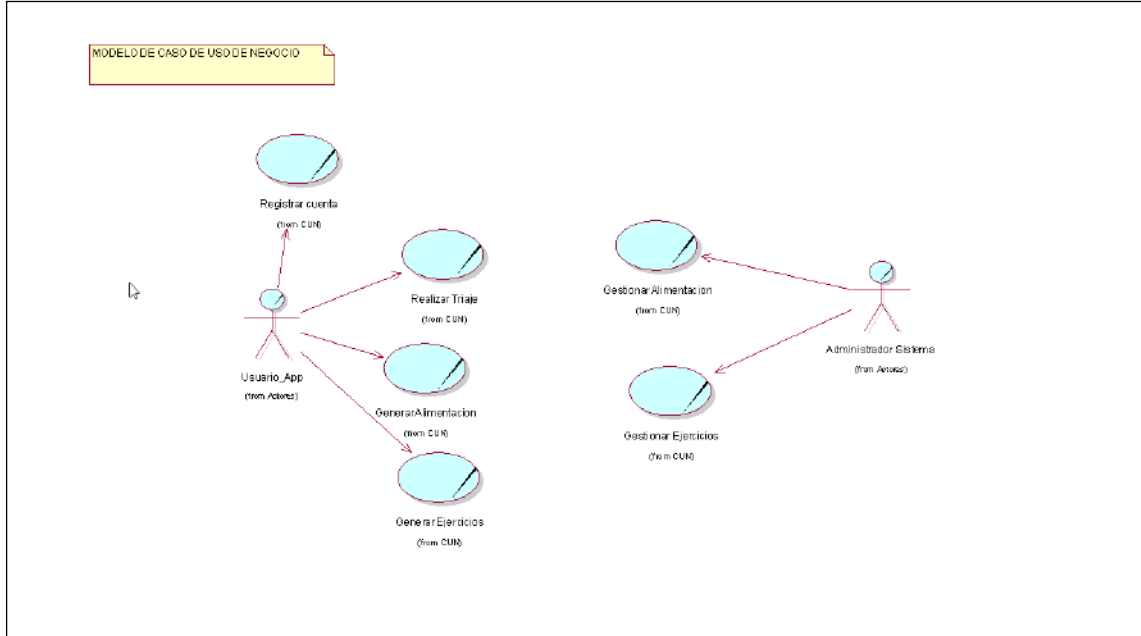 MODELO DE CASO DE USO DE NEGOCIO
Registrar cuenta
(from CUN)
Realizar Triaje
(from CUN)
Usuario_App
(from Actores)
GenerarAlimentacion
(from CUN)
Generar Ejercicios
(from CUN)
Gestionar Alimentacion
(from CUN)
Administrador Sistema
(from Actores)
Gestionar Ejercicios
(from CUN)